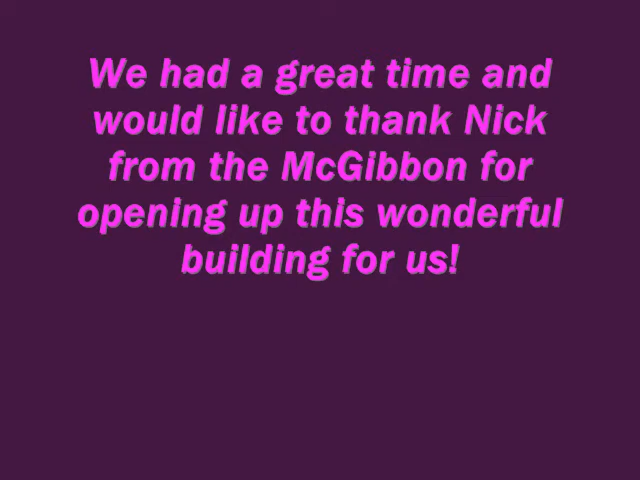 We had a great time and
would like to thank Nick
from the McGibbon for
opening up this wonderful
building for us!